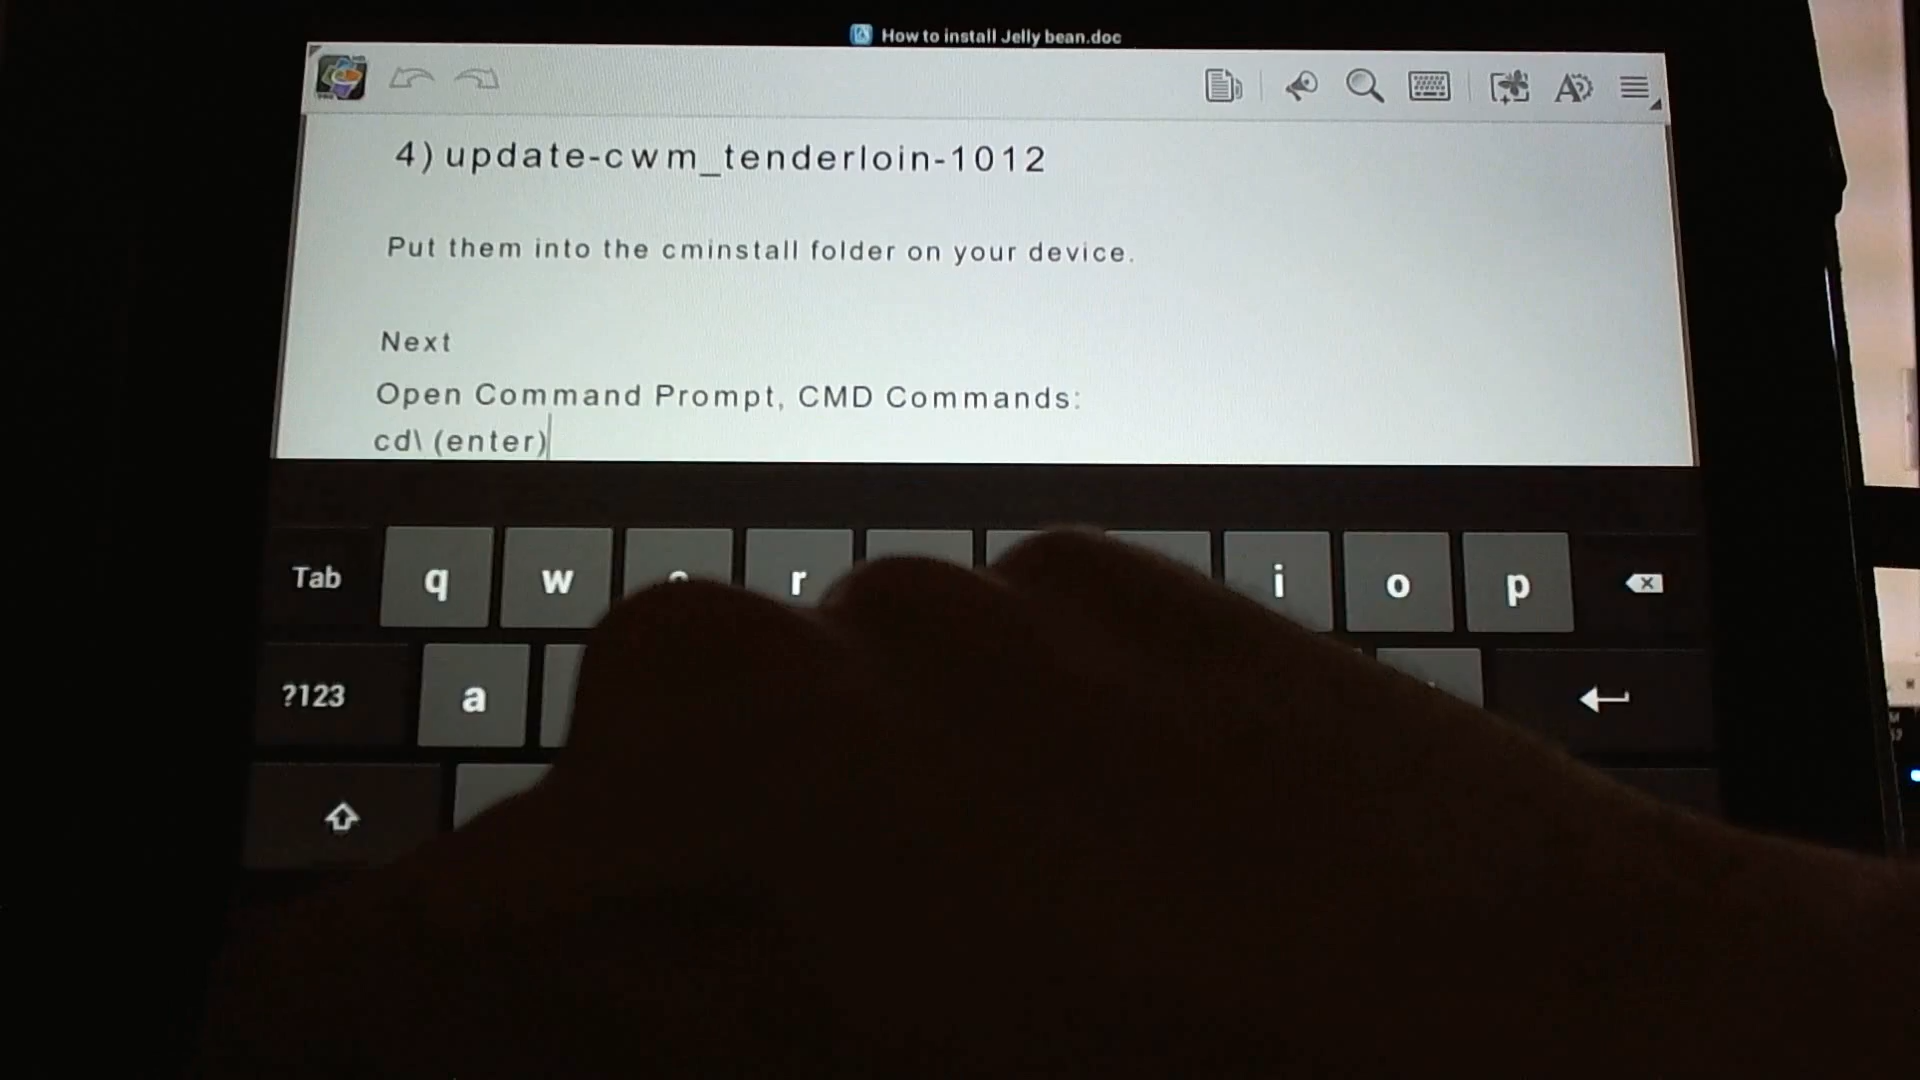 How to install Jelly bean.doc
4) update-cwm_tenderloin-1012
Put them into the cminstall folder on your device.
Next
Open Command Prompt, CMD Commands:
cd\ (enter)
Tab q w r i o p
?123 a